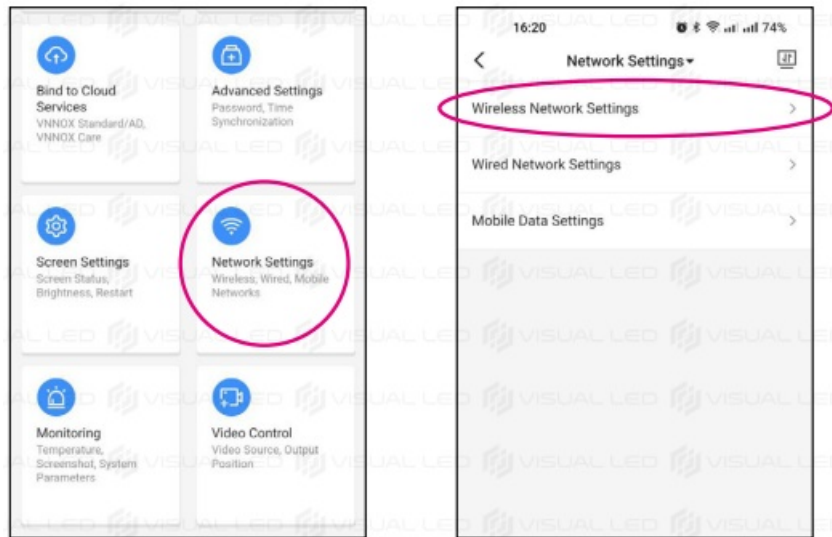 Bind to Cloud
Services
VNNOX Standard/AD,
VNNOX Care
Advanced Settings
Password, Time
Synchronization
Screen Settings
Screen Status,
Brightness, Restart
Network Settings
Wireless, Wired, Mobile
Networks
Monitoring
Temperature,
Screenshot, System
Parameters
Video Control
Video Source, Output
Position
16:20
74%
Network Settings
Wireless Network Settings
Wired Network Settings
Mobile Data Settings
VISUAL LED